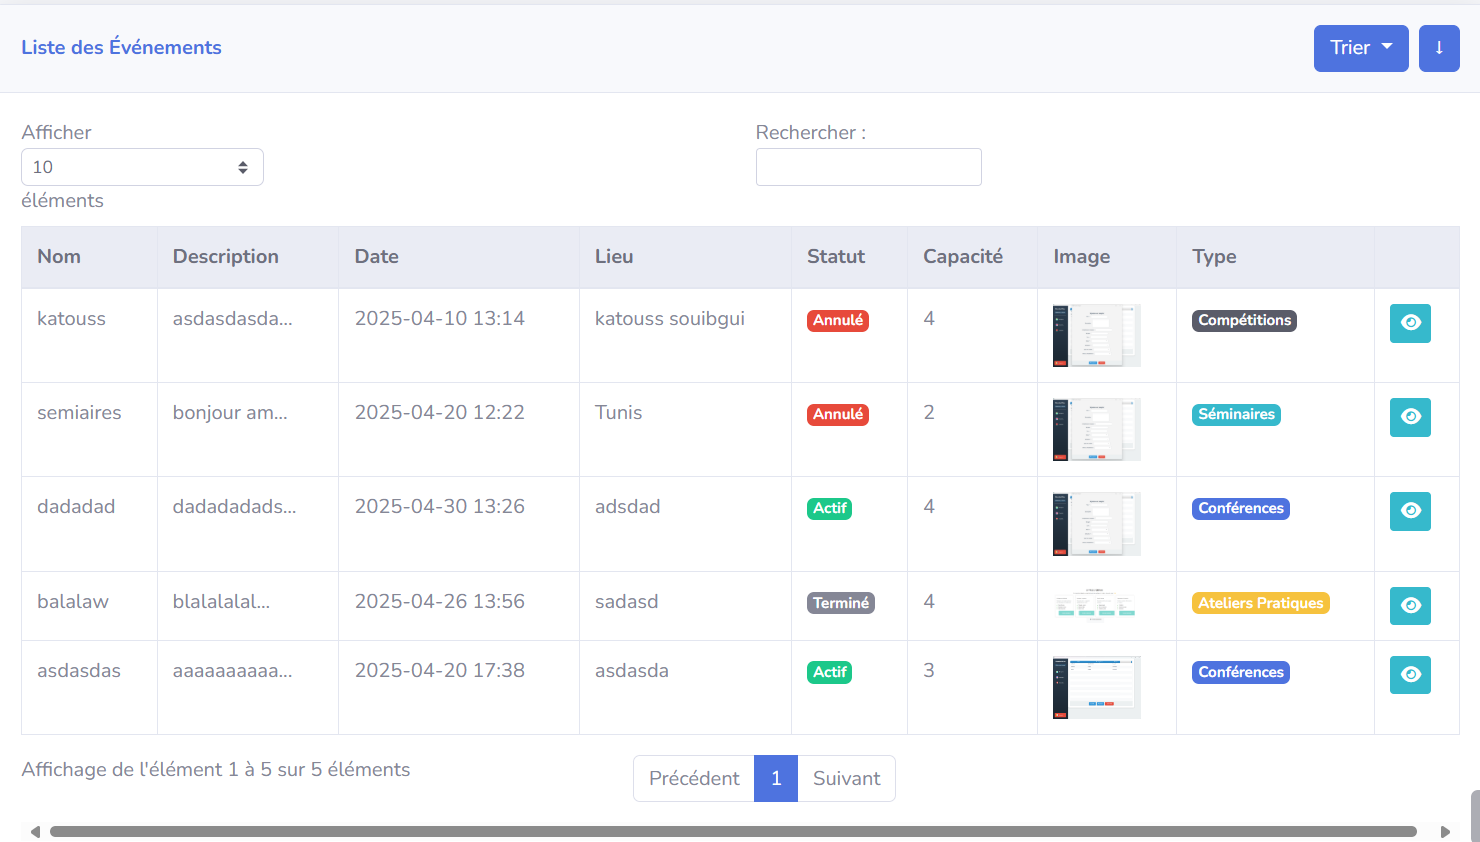 Liste des Événements
Trier
↓
Afficher
Rechercher :
10
éléments
Nom Description Date Lieu Statut Capacité Image Type
katouss asdasdasda... 2025-04-10 13:14 katouss souibgui Annulé 4 Compétitions
semiaires bonjour am... 2025-04-20 12:22 Tunis Annulé 2 Séminaires
dadadad dadadadads... 2025-04-30 13:26 adsdad Actif 4 Conférences
balalaw blalalalal... 2025-04-26 13:56 sadasd Terminé 4 Ateliers Pratiques
asdasdas aaaaaaaaaa... 2025-04-20 17:38 asdasda Actif 3 Conférences
Affichage de l'élément 1 à 5 sur 5 éléments
Précédent 1 Suivant